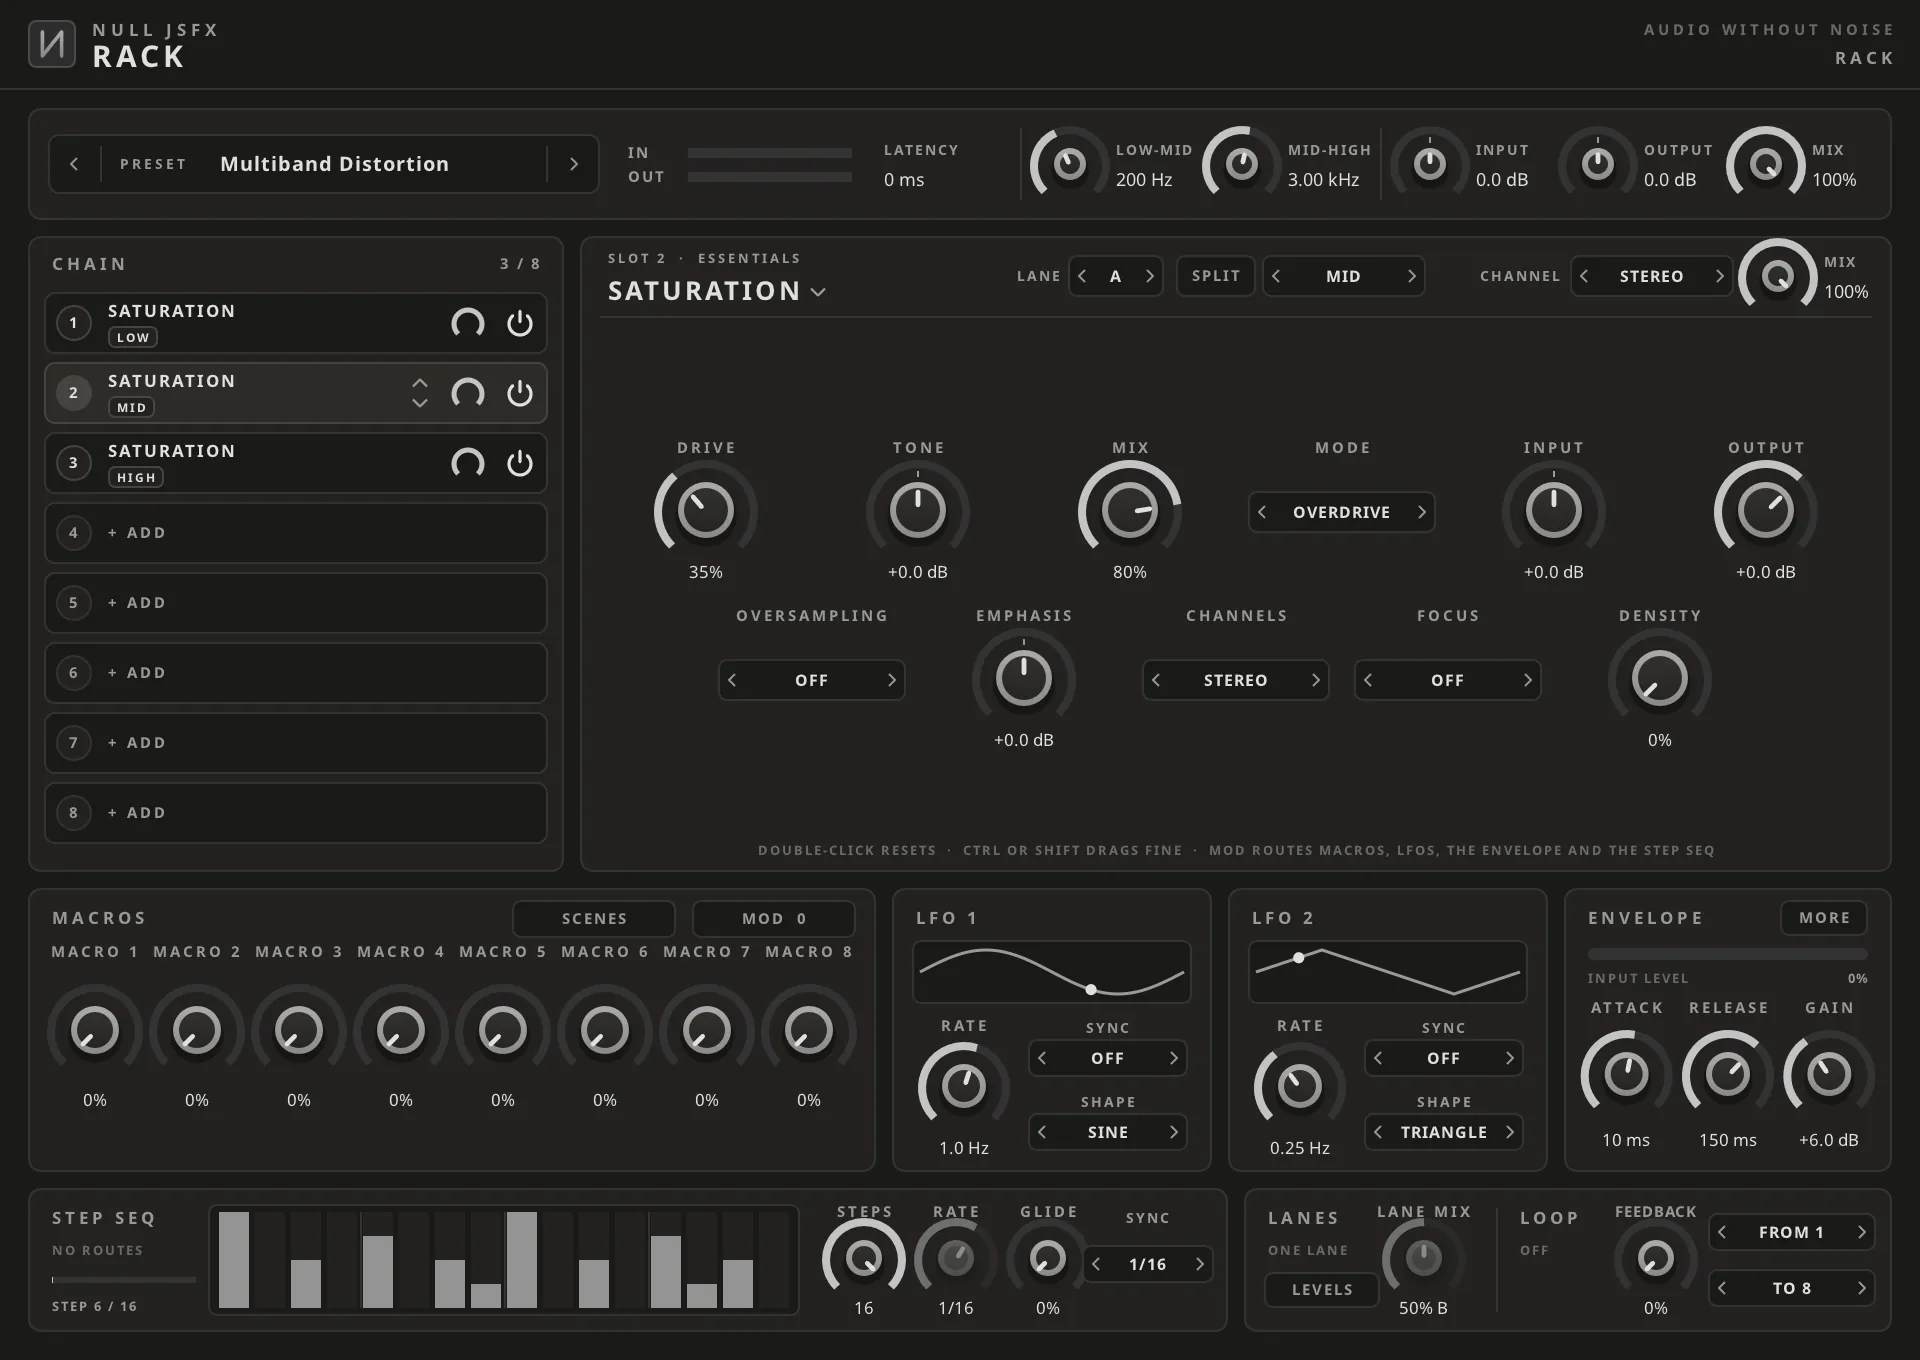 NULL JSFX
RACK
AUDIO WITHOUT NOISE
RACK
PRESET Multiband Distortion
IN
OUT
LATENCY
0 ms
LOW-MID
200 Hz
MID-HIGH
3.00 kHz
INPUT
0.0 dB
OUTPUT
0.0 dB
MIX
100%
CHAIN 3 / 8
1 SATURATION
LOW
2 SATURATION
MID
3 SATURATION
HIGH
4 + ADD
5 + ADD
6 + ADD
7 + ADD
8 + ADD
SLOT 2 · ESSENTIALS
SATURATION
LANE A SPLIT MID CHANNEL STEREO
MIX
100%
DRIVE TONE MIX MODE INPUT OUTPUT
OVERDRIVE
35% +0.0 dB 80% +0.0 dB +0.0 dB
OVERSAMPLING EMPHASIS CHANNELS FOCUS DENSITY
OFF STEREO OFF
+0.0 dB 0%
DOUBLE-CLICK RESETS · CTRL OR SHIFT DRAGS FINE · MOD ROUTES MACROS, LFOS, THE ENVELOPE AND THE STEP SEQ
MACROS SCENES MOD 0
MACRO 1 MACRO 2 MACRO 3 MACRO 4 MACRO 5 MACRO 6 MACRO 7 MACRO 8
0% 0% 0% 0% 0% 0% 0% 0%
LFO 1
RATE
1.0 Hz
SYNC
OFF
SHAPE
SINE
LFO 2
RATE
0.25 Hz
SYNC
OFF
SHAPE
TRIANGLE
ENVELOPE MORE
INPUT LEVEL 0%
ATTACK RELEASE GAIN
10 ms 150 ms +6.0 dB
STEP SEQ
NO ROUTES
STEP 6 / 16
STEPS RATE GLIDE SYNC
1/16
16 1/16 0%
LANES
ONE LANE
LEVELS
LANE MIX
50% B
LOOP
OFF
FEEDBACK
0%
FROM 1
TO 8